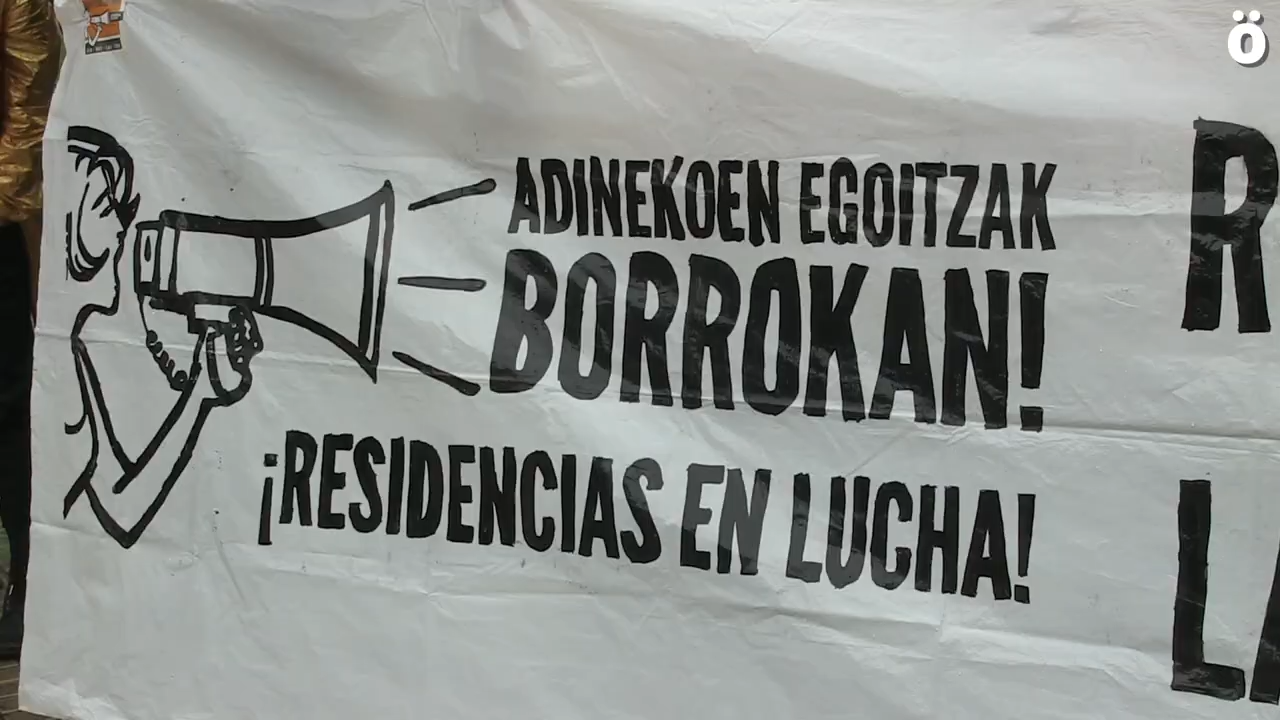 ö
ADINEKOEN EGOITZAK
BORROKAN!
¡RESIDENCIAS EN LUCHA!